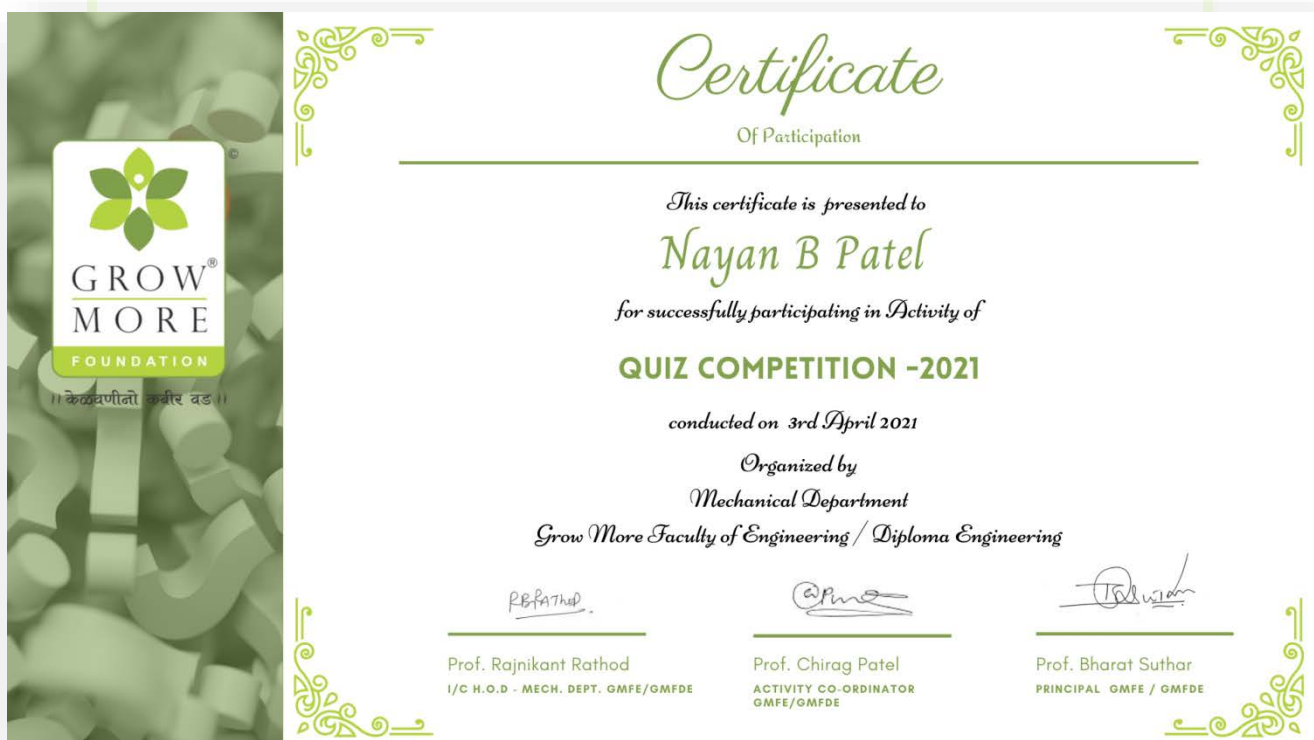 ©
GROW®
MORE
FOUNDATION
।। केळवणीनो कबीर वड ।।
Certificate
Of Participation
This certificate is presented to
Nayan B Patel
for successfully participating in Activity of
QUIZ COMPETITION -2021
conducted on 3rd April 2021
Organized by
Mechanical Department
Grow More Faculty of Engineering / Diploma Engineering
RBRATHOD.
Prof. Rajnikant Rathod
I/C H.O.D - MECH. DEPT. GMFE/GMFDE
Prof. Chirag Patel
ACTIVITY CO-ORDINATOR
GMFE/GMFDE
Prof. Bharat Suthar
PRINCIPAL GMFE / GMFDE